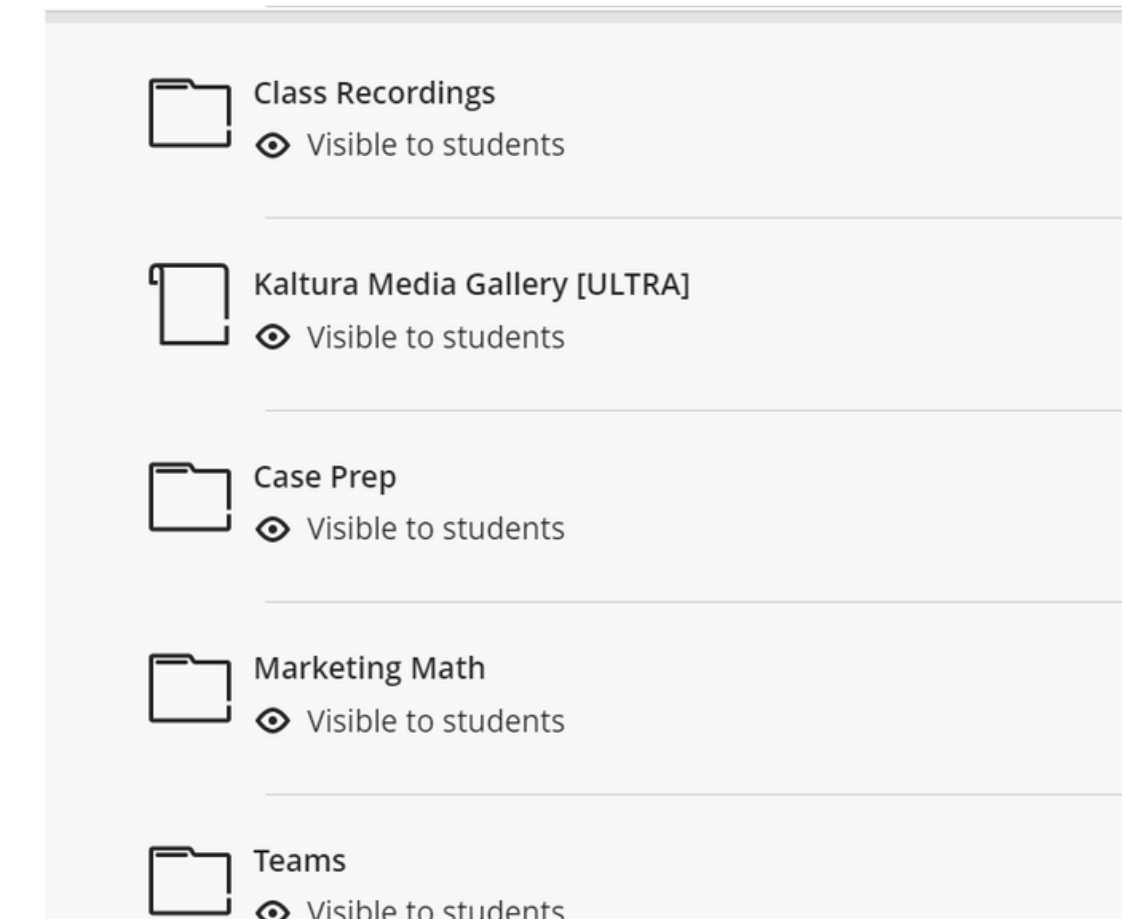 Class Recordings
Visible to students
Kaltura Media Gallery [ULTRA]
Visible to students
Case Prep
Visible to students
Marketing Math
Visible to students
Teams
Visible to students